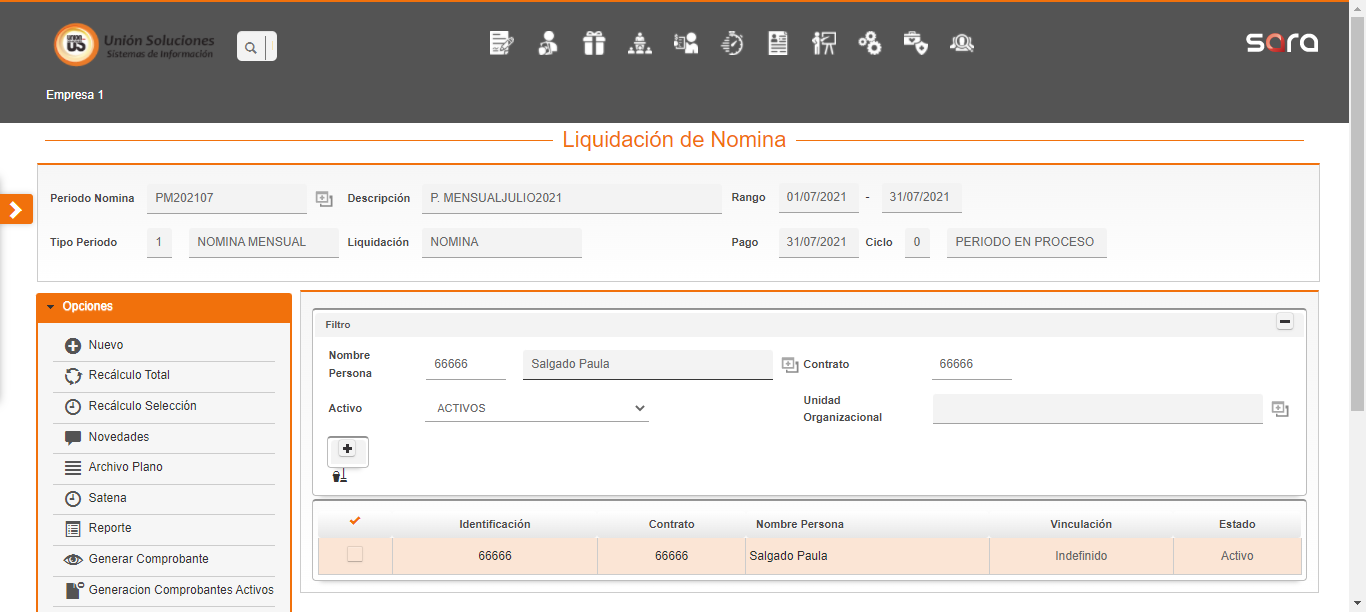 Unión Soluciones
Sistemas de Información
sara
Empresa 1
Liquidación de Nomina
Periodo Nomina PM202107 Descripción P. MENSUALJULIO2021 Rango 01/07/2021 - 31/07/2021
Tipo Periodo 1 NOMINA MENSUAL Liquidación NOMINA Pago 31/07/2021 Ciclo 0 PERIODO EN PROCESO
Opciones
Nuevo
Recálculo Total
Recálculo Selección
Novedades
Archivo Plano
Satena
Reporte
Generar Comprobante
Generacion Comprobantes Activos
Filtro
Nombre Persona 66666 Salgado Paula Contrato 66666
Activo ACTIVOS Unidad Organizacional
Identificación Contrato Nombre Persona Vinculación Estado
66666 66666 Salgado Paula Indefinido Activo